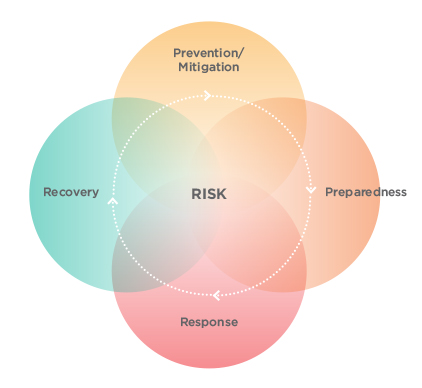 Prevention/
Mitigation
Recovery
RISK
Preparedness
Response